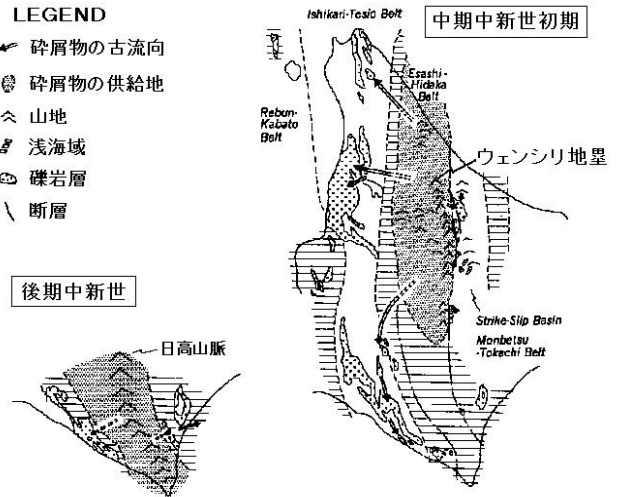 LEGEND
砕屑物の古流向
砕屑物の供給地
山地
浅海域
礫岩層
断層
後期中新世
日高山脈
Ishikari-Tesio Belt
中期中新世初期
Esashi-
Hidaka
Belt
Rebun-
Kabato
Belt
ウェンシリ地塁
Strike-Slip Basin
Monbetsu
-Tokachi Belt